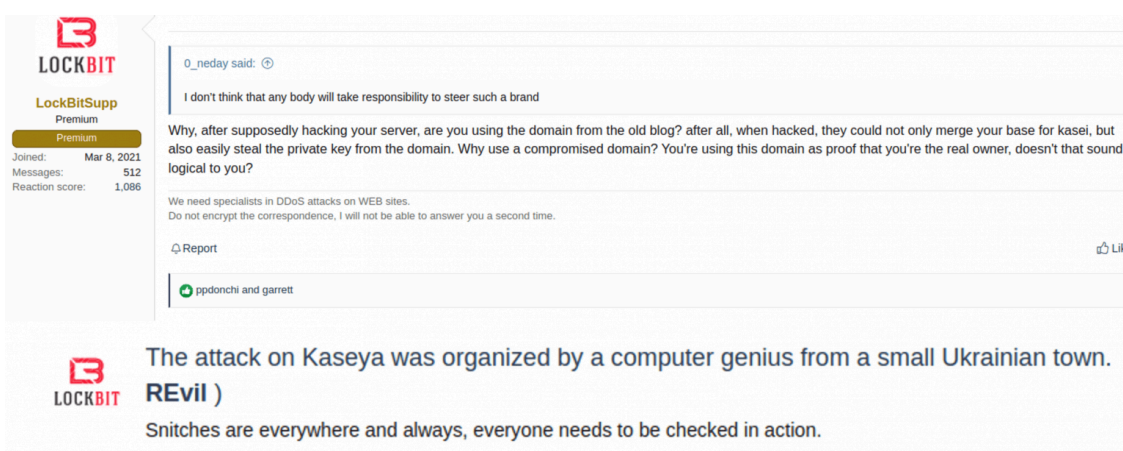 LOCKBIT
LockBitSupp
Premium
Premium
Joined: Mar 8, 2021
Messages: 512
Reaction score: 1,086
0_neday said:
I don't think that any body will take responsibility to steer such a brand
Why, after supposedly hacking your server, are you using the domain from the old blog? after all, when hacked, they could not only merge your base for kasei, but
also easily steal the private key from the domain. Why use a compromised domain? You're using this domain as proof that you're the real owner, doesn't that sound
logical to you?
We need specialists in DDoS attacks on WEB sites.
Do not encrypt the correspondence, I will not be able to answer you a second time.
Report
Lik
ppdonchi and garrett
LOCKBIT
The attack on Kaseya was organized by a computer genius from a small Ukrainian town.
REvil )
Snitches are everywhere and always, everyone needs to be checked in action.